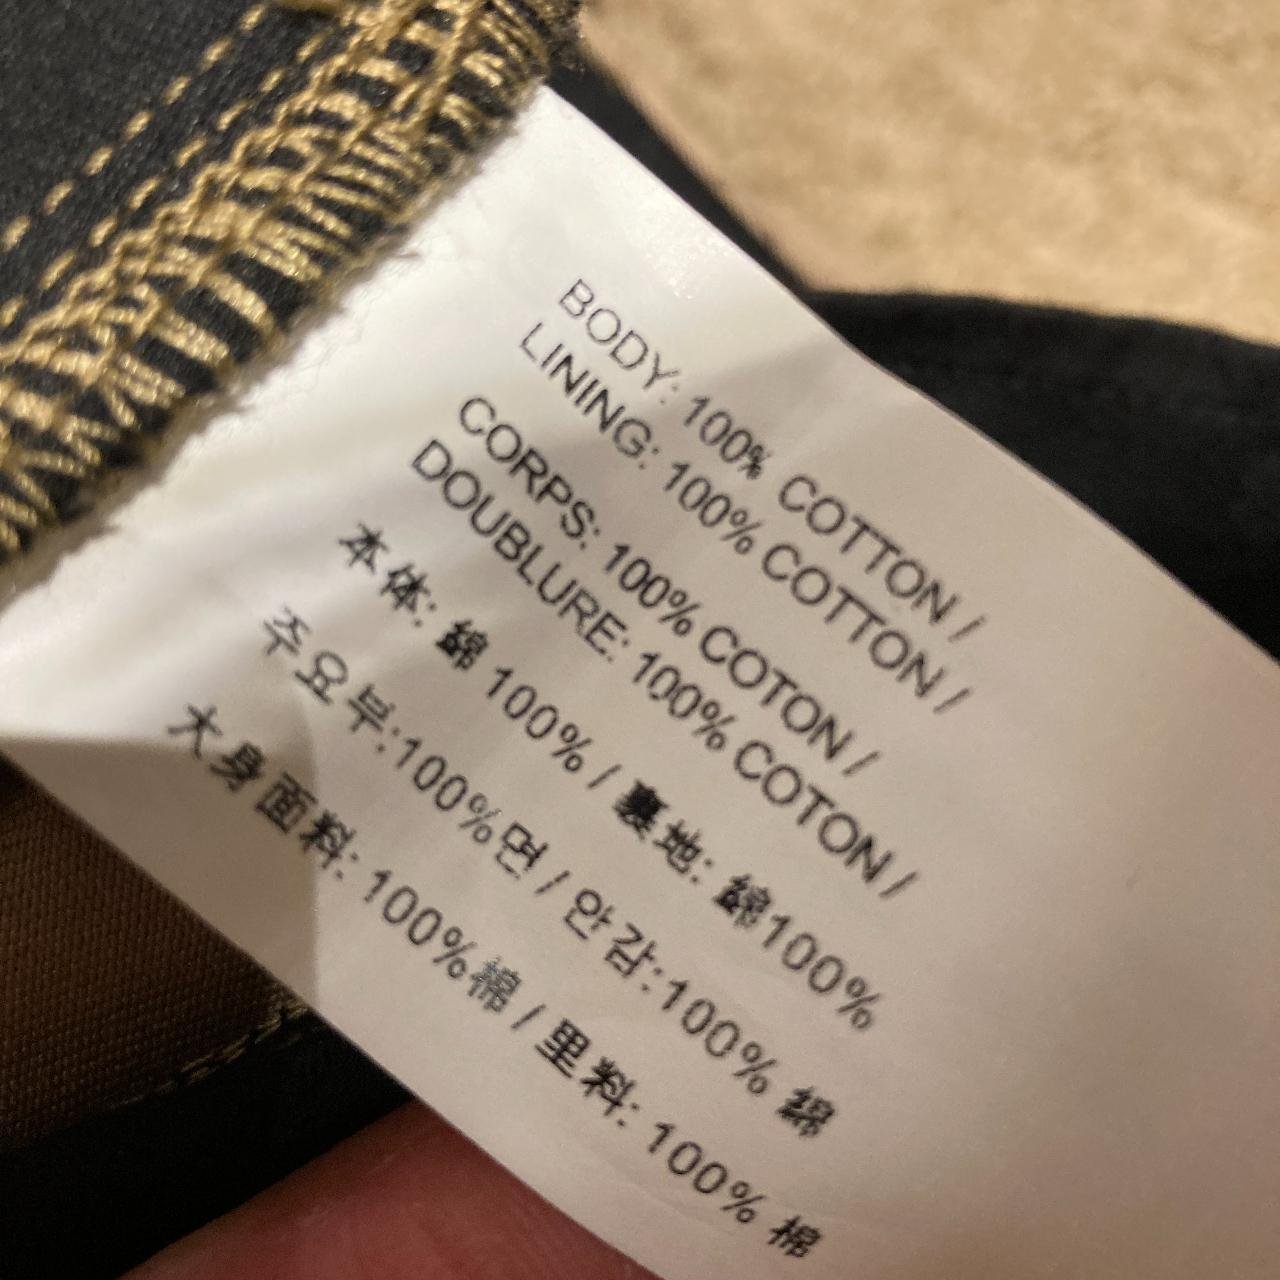 BODY: 100% COTTON /
LINING: 100% COTTON /
CORPS: 100% COTON /
DOUBLURE: 100% COTON /
本体: 綿 100% / 裏地: 綿100%
주요부:100%면 / 안감:100% 綿
大身面料: 100%棉 / 里料: 100% 棉